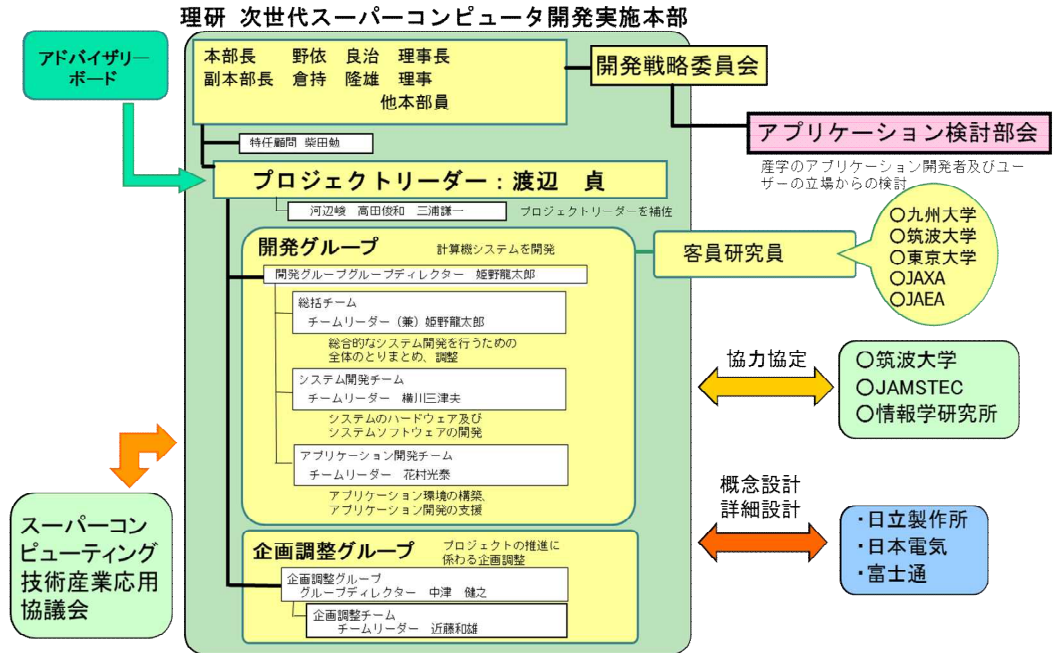 理研 次世代スーパーコンピュータ開発実施本部
アドバイザリー
ボード
本部長 野依 良治 理事長
副本部長 倉持 隆雄 理事
他本部員
開発戦略委員会
アプリケーション検討部会
産学のアプリケーション開発者及びユー
ザーの立場からの検討
特任顧問 柴田勉
プロジェクトリーダー：渡辺 貞
河辺峻 高田俊和 三浦謙一
プロジェクトリーダーを補佐
開発グループ
計算機システムを開発
開発グループグループディレクター 姫野龍太郎
総括チーム
チームリーダー（兼）姫野龍太郎
総合的なシステム開発を行うための
全体のとりまとめ、調整
システム開発チーム
チームリーダー 横川三津夫
システムのハードウェア及び
システムソフトウェアの開発
アプリケーション開発チーム
チームリーダー 花村光泰
アプリケーション環境の構築、
アプリケーション開発の支援
客員研究員
○九州大学
○筑波大学
○東京大学
○JAXA
○JAEA
協力協定
○筑波大学
○JAMSTEC
○情報学研究所
概念設計
詳細設計
・日立製作所
・日本電気
・富士通
スーパーコン
ピューティング
技術産業応用
協議会
企画調整グループ
プロジェクトの推進に
係わる企画調整
企画調整グループ
グループディレクター 中津 健之
企画調整チーム
チームリーダー 近藤和雄